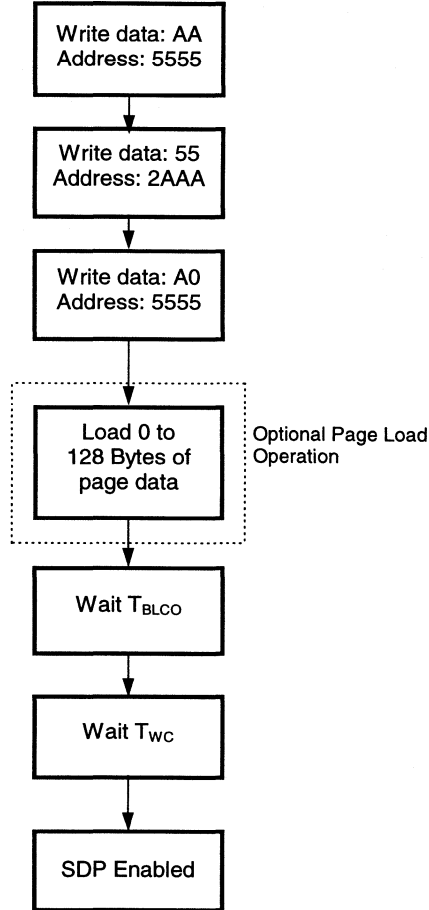 Write data: AA
Address: 5555
Write data: 55
Address: 2AAA
Write data: A0
Address: 5555
Load 0 to
128 Bytes of
page data
Optional Page Load
Operation
Wait TBLCO
Wait TWC
SDP Enabled